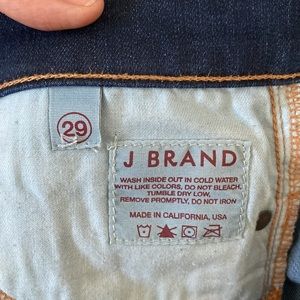 29
J BRAND
WASH INSIDE OUT IN COLD WATER
WITH LIKE COLORS, DO NOT BLEACH,
TUMBLE DRY LOW,
REMOVE PROMPTLY, DO NOT IRON
MADE IN CALIFORNIA, USA